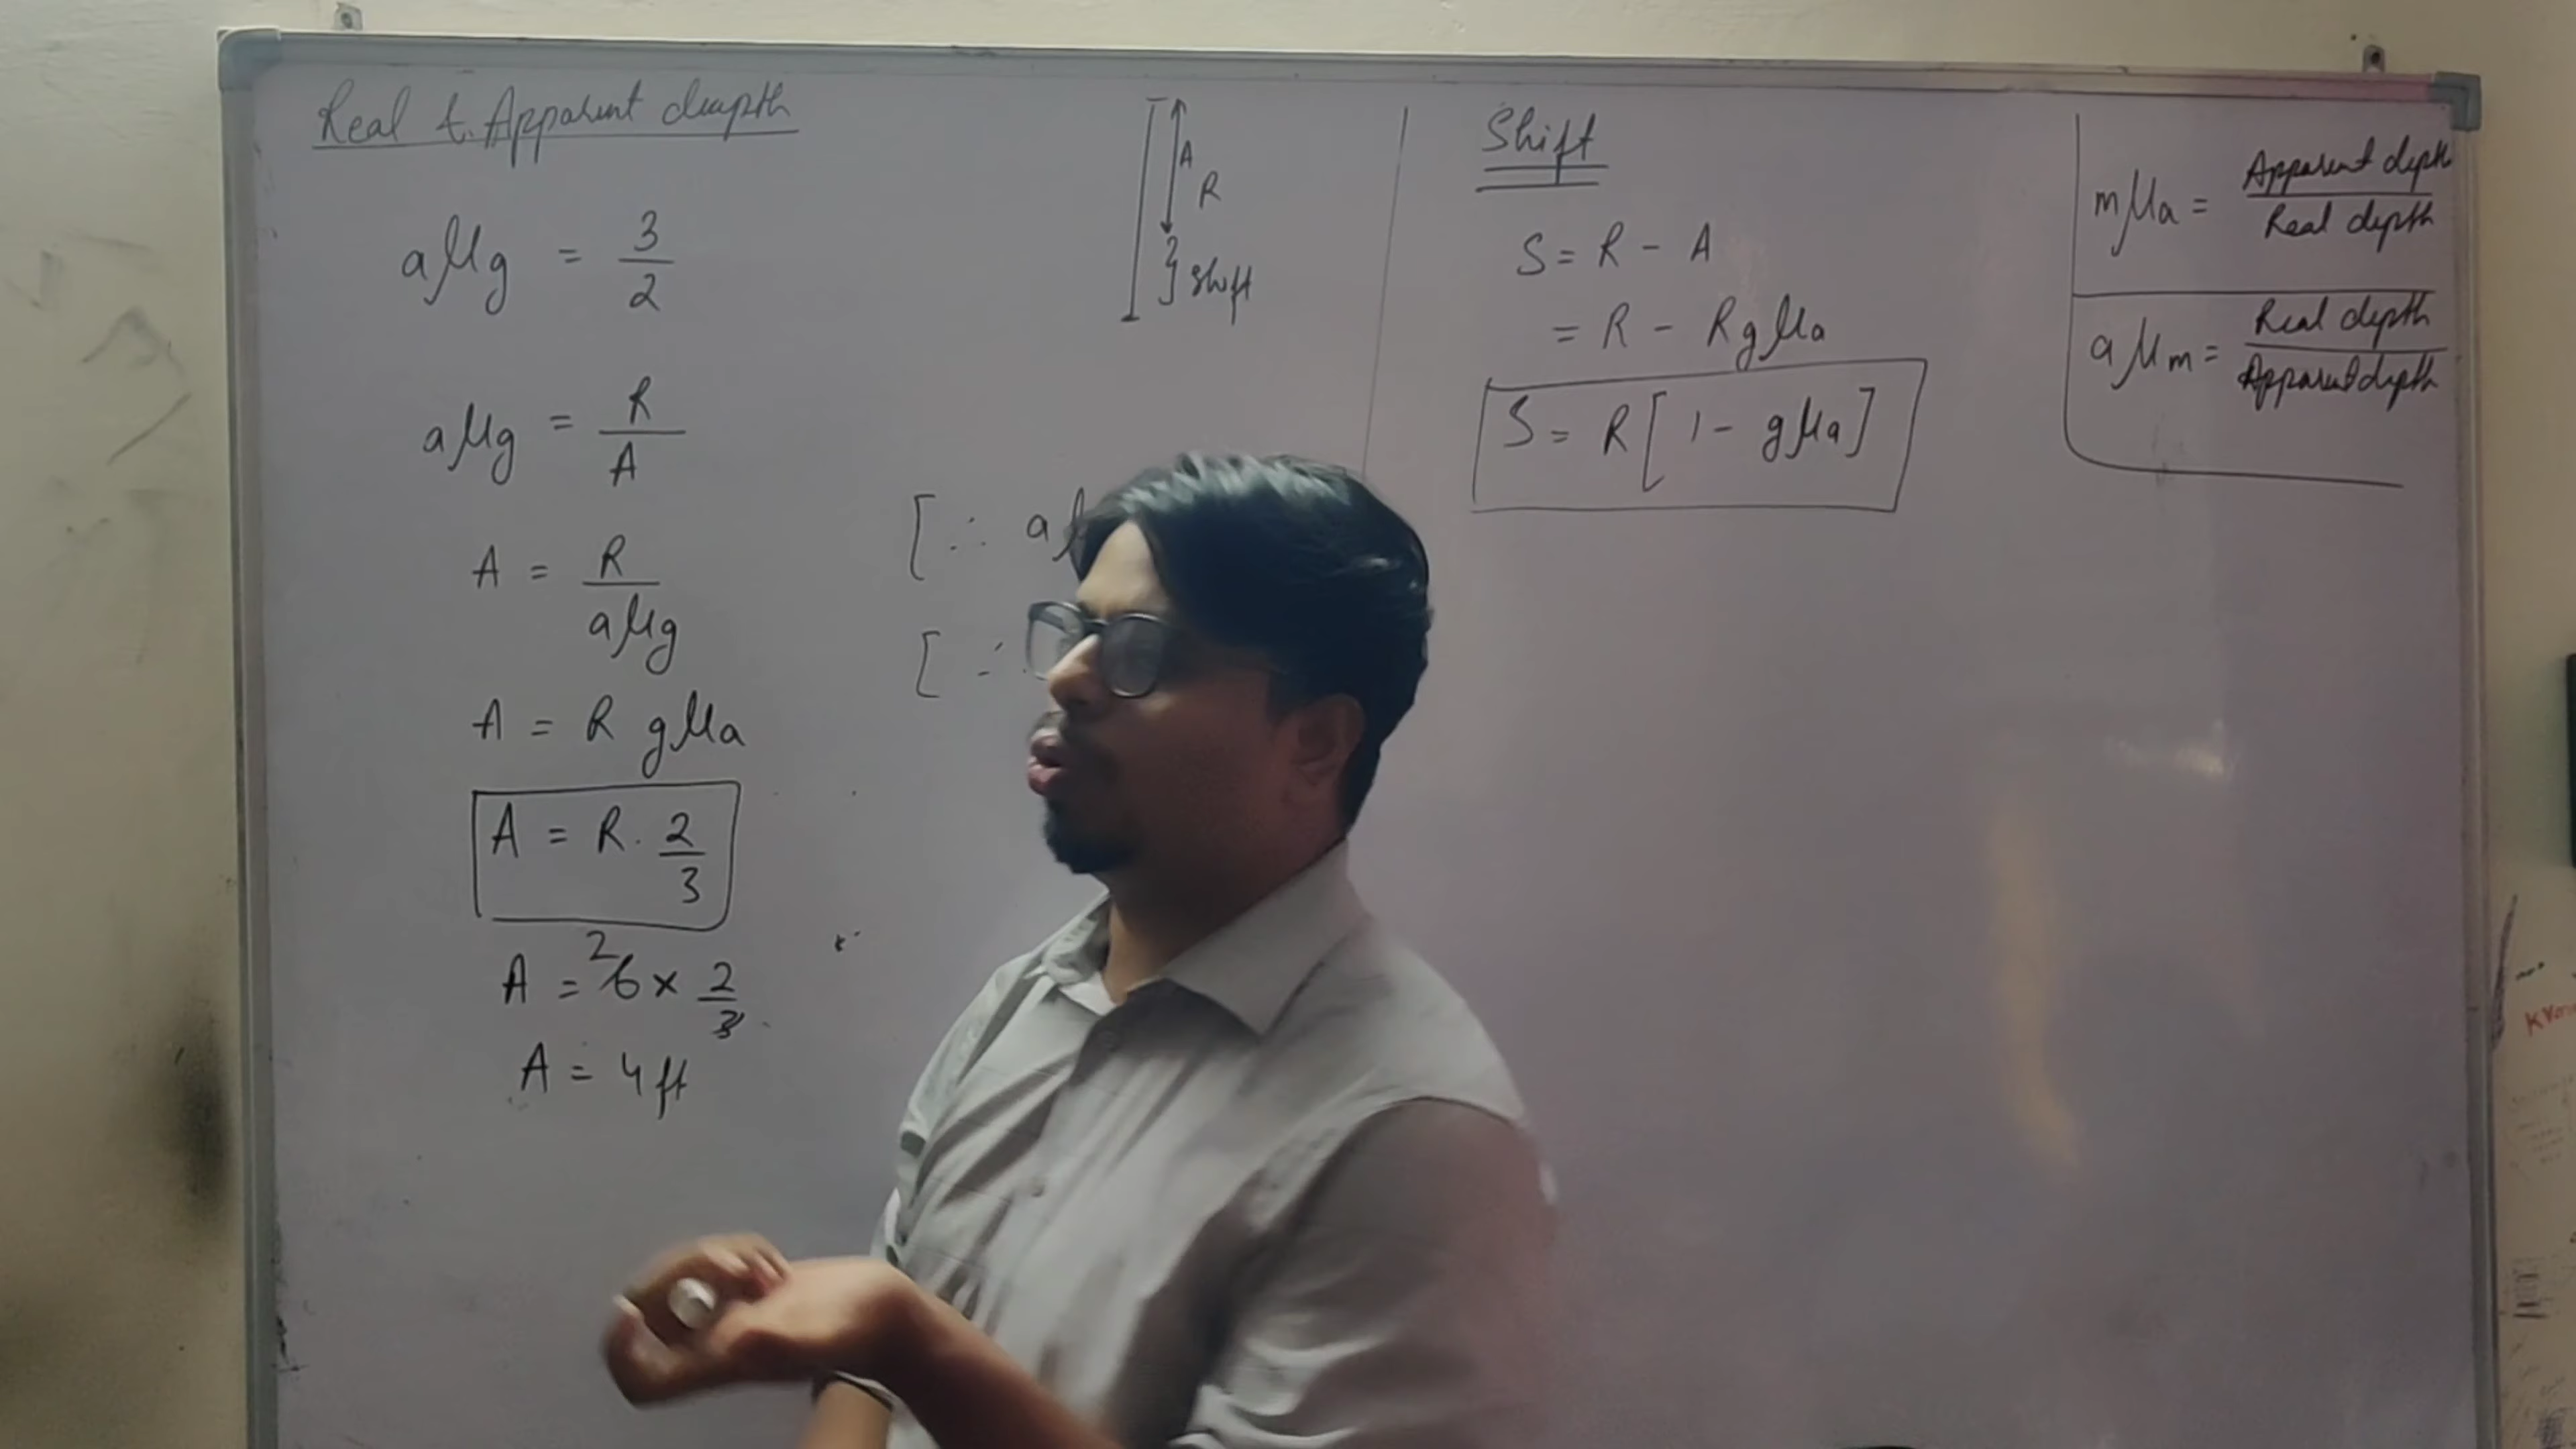 Real & Apparent deapth
aμg = 3/2
aμg = R/A
A = R/aμg
A = R gμa
A = R. 2/3
A = 6 × 2/3
2
A = 4 ft
A
R
shift
[∴ a
[∴
Shift
S = R - A
= R - R gμa
S = R[1 - gμa]
mμa = Apparent depth / Real depth
aμm = Real depth / Apparent depth